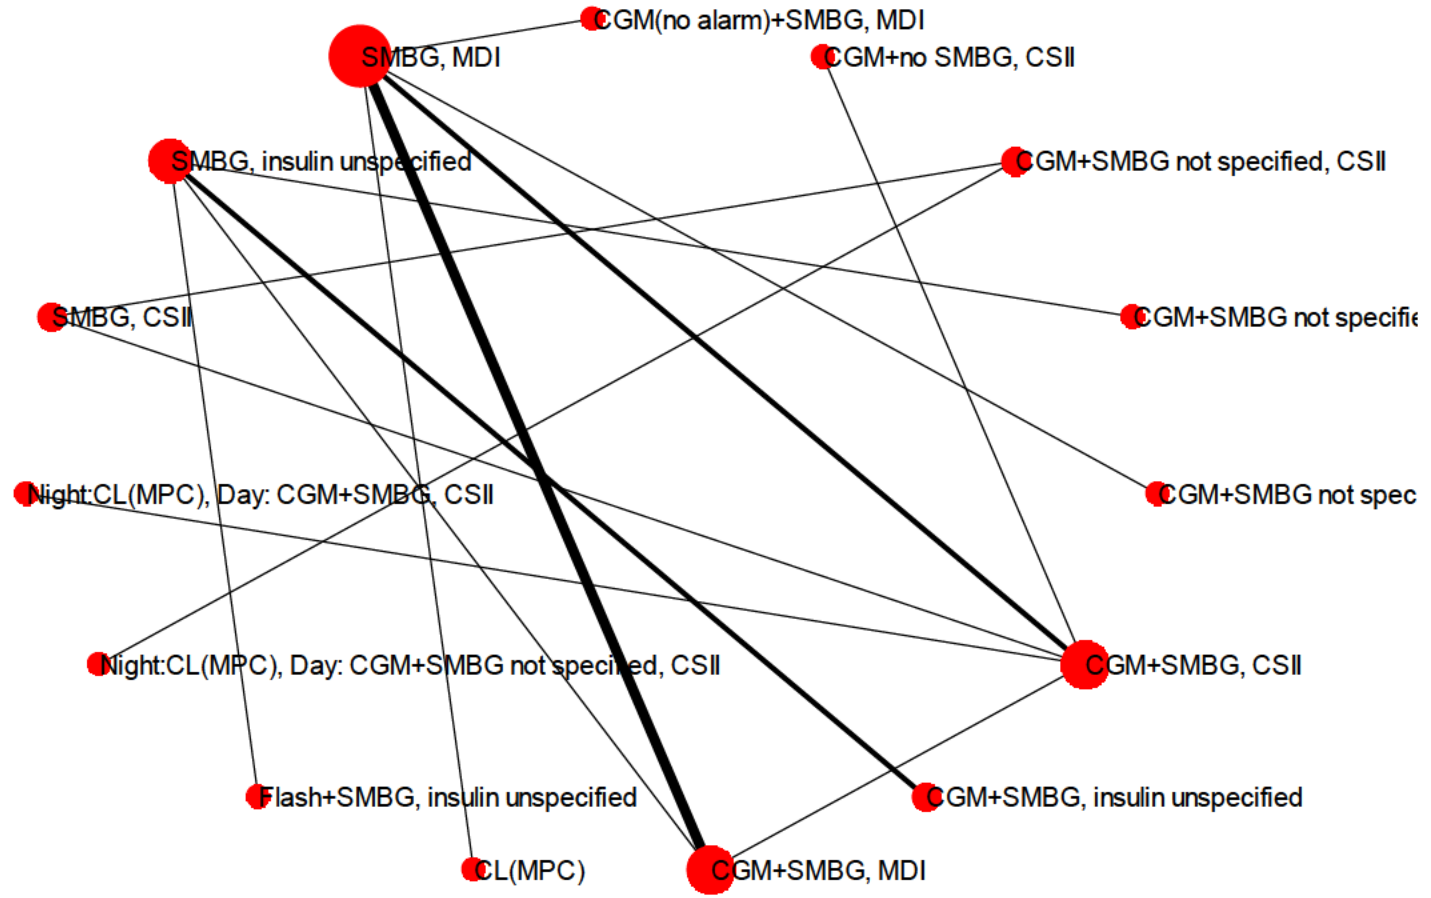 CGM(no alarm)+SMBG, MDI
SMBG, MDI
CGM+no SMBG, CSII
SMBG, insulin unspecified
CGM+SMBG not specified, CSII
SMBG, CSII
CGM+SMBG not specifie
Night:CL(MPC), Day: CGM+SMBG, CSII
CGM+SMBG not spec
Night:CL(MPC), Day: CGM+SMBG not specified, CSII
CGM+SMBG, CSII
Flash+SMBG, insulin unspecified
CGM+SMBG, insulin unspecified
CL(MPC)
CGM+SMBG, MDI